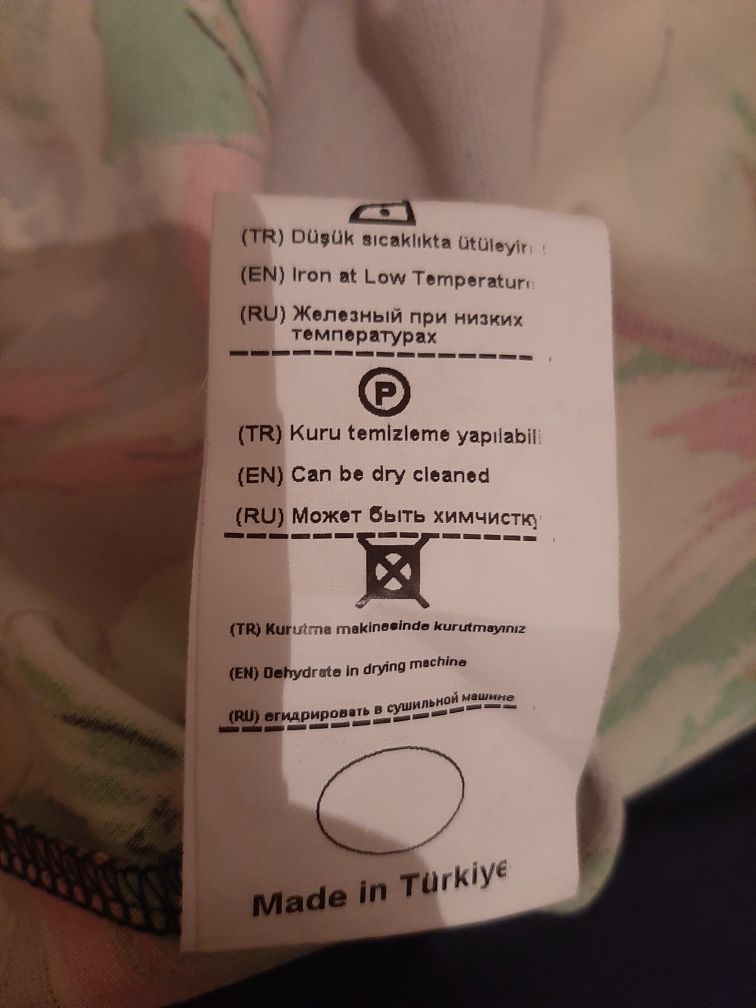 (TR) Düşük sıcaklıkta ütüleyin
(EN) Iron at Low Temperature
(RU) Железный при низких
температурах
P
(TR) Kuru temizleme yapılabili
(EN) Can be dry cleaned
(RU) Может быть химчистку
(TR) Kurutma makinesinde kurutmayınız
(EN) Dehydrate in drying machine
(RU) егидрировать в сушильной машине
Made in Türkiye